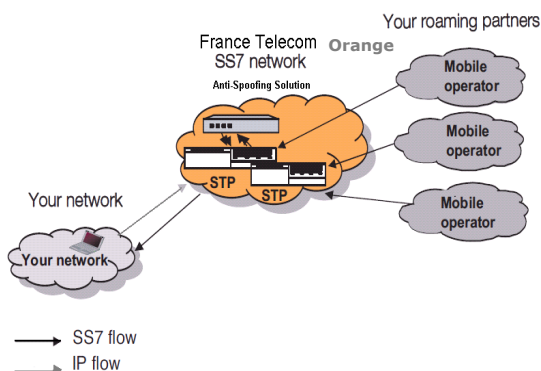 Your roaming partners
France Telecom Orange
SS7 network
Anti-Spoofing Solution
Mobile
operator
Mobile
operator
Mobile
operator
STP
STP
Your network
Your network
SS7 flow
IP flow